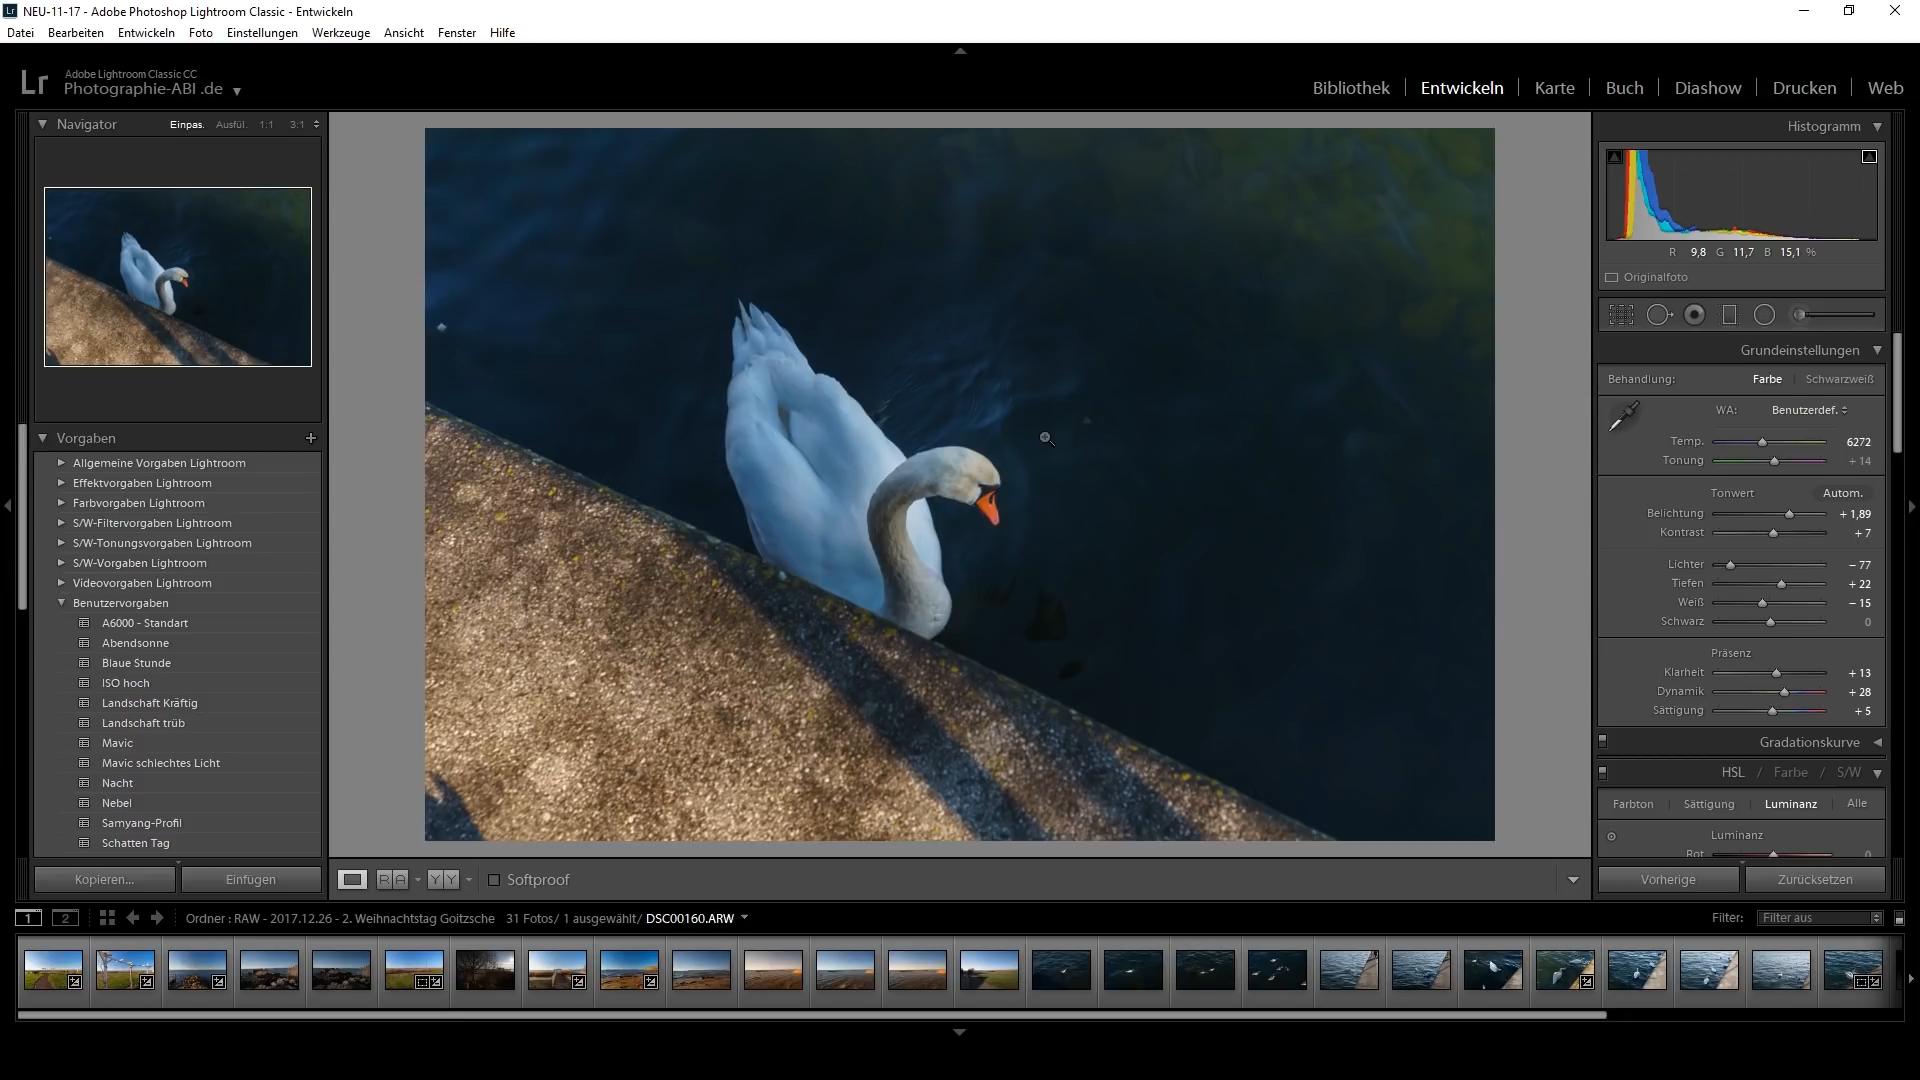 NEU-11-17 - Adobe Photoshop Lightroom Classic - Entwickeln
Datei Bearbeiten Entwickeln Foto Einstellungen Werkzeuge Ansicht Fenster Hilfe
Lr
Adobe Lightroom Classic CC
Photographie-ABI .de
Bibliothek Entwickeln Karte Buch Diashow Drucken Web
Navigator Einpas. Ausfül. 1:1 3:1
Vorgaben
Allgemeine Vorgaben Lightroom
Effektvorgaben Lightroom
Farbvorgaben Lightroom
S/W-Filtervorgaben Lightroom
S/W-Tonungsvorgaben Lightroom
S/W-Vorgaben Lightroom
Videovorgaben Lightroom
Benutzervorgaben
A6000 - Standart
Abendsonne
Blaue Stunde
ISO hoch
Landschaft Kräftig
Landschaft trüb
Mavic
Mavic schlechtes Licht
Nacht
Nebel
Samyang-Profil
Schatten Tag
Kopieren... Einfügen
R A Y Y Softproof
Histogramm
R 9,8 G 11,7 B 15,1 %
Originalfoto
Grundeinstellungen
Behandlung: Farbe Schwarzweiß
WA: Benutzerdef.
Temp. 6272
Tonung + 14
Tonwert Autom.
Belichtung + 1,89
Kontrast + 7
Lichter – 77
Tiefen + 22
Weiß – 15
Schwarz 0
Präsenz
Klarheit + 13
Dynamik + 28
Sättigung + 5
Gradationskurve
HSL / Farbe / S/W
Farbton Sättigung Luminanz Alle
Luminanz
Rot 0
Vorherige Zurücksetzen
1 2 Ordner : RAW - 2017.12.26 - 2. Weihnachtstag Goitzsche 31 Fotos/ 1 ausgewählt/ DSC00160.ARW Filter: Filter aus